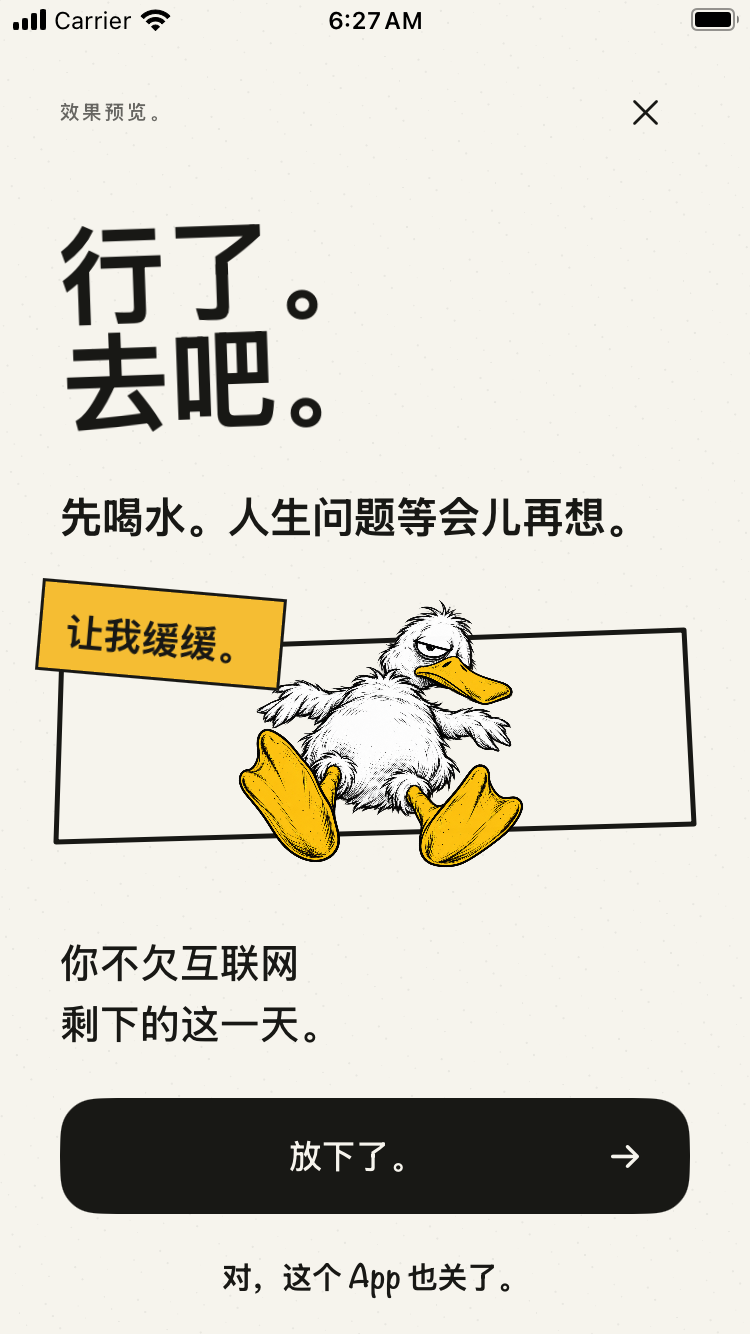 Carrier 6:27 AM
效果预览。
行了。
去吧。
先喝水。人生问题等会儿再想。
让我缓缓。
你不欠互联网
剩下的这一天。
放下了。
对，这个 App 也关了。